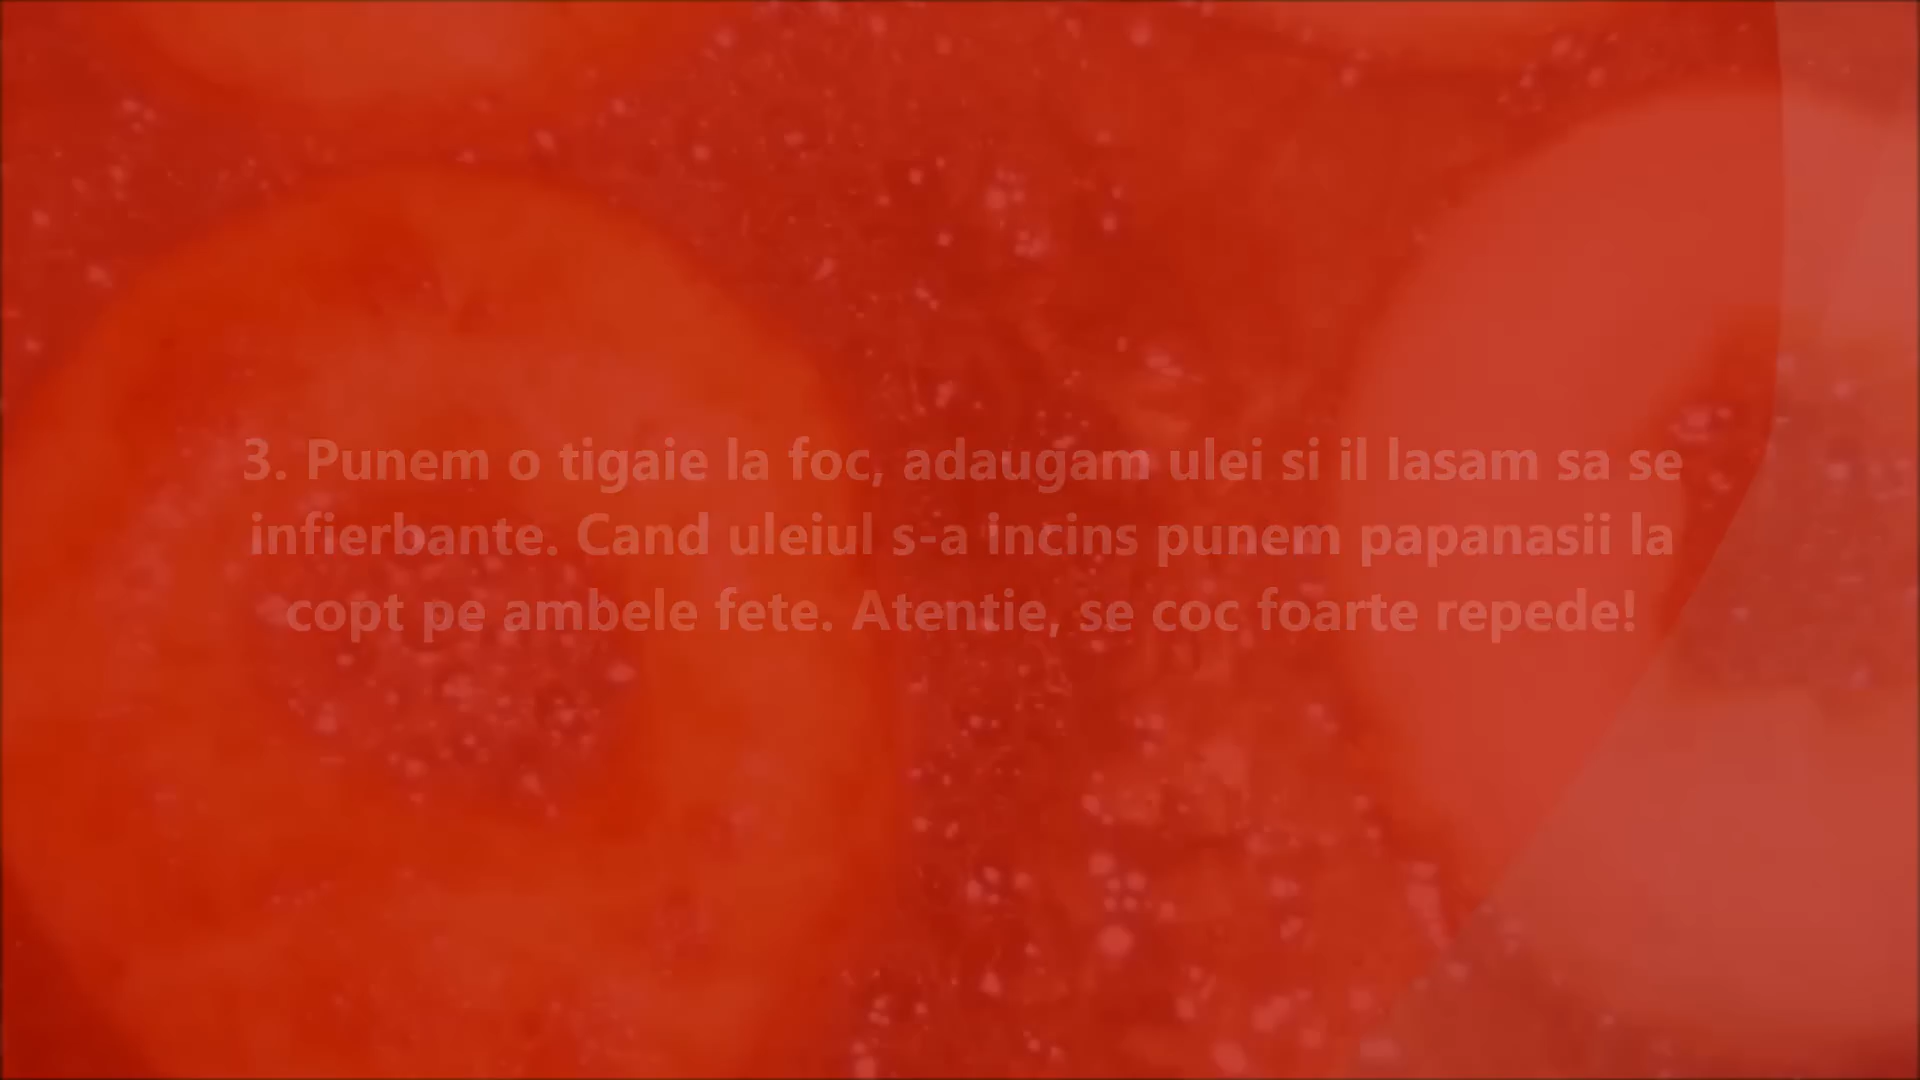 3. Punem o tigaie la foc, adaugam ulei si il lasam sa se
infierbante. Cand uleiul s-a incins punem papanasii la
copt pe ambele fete. Atentie, se coc foarte repede!